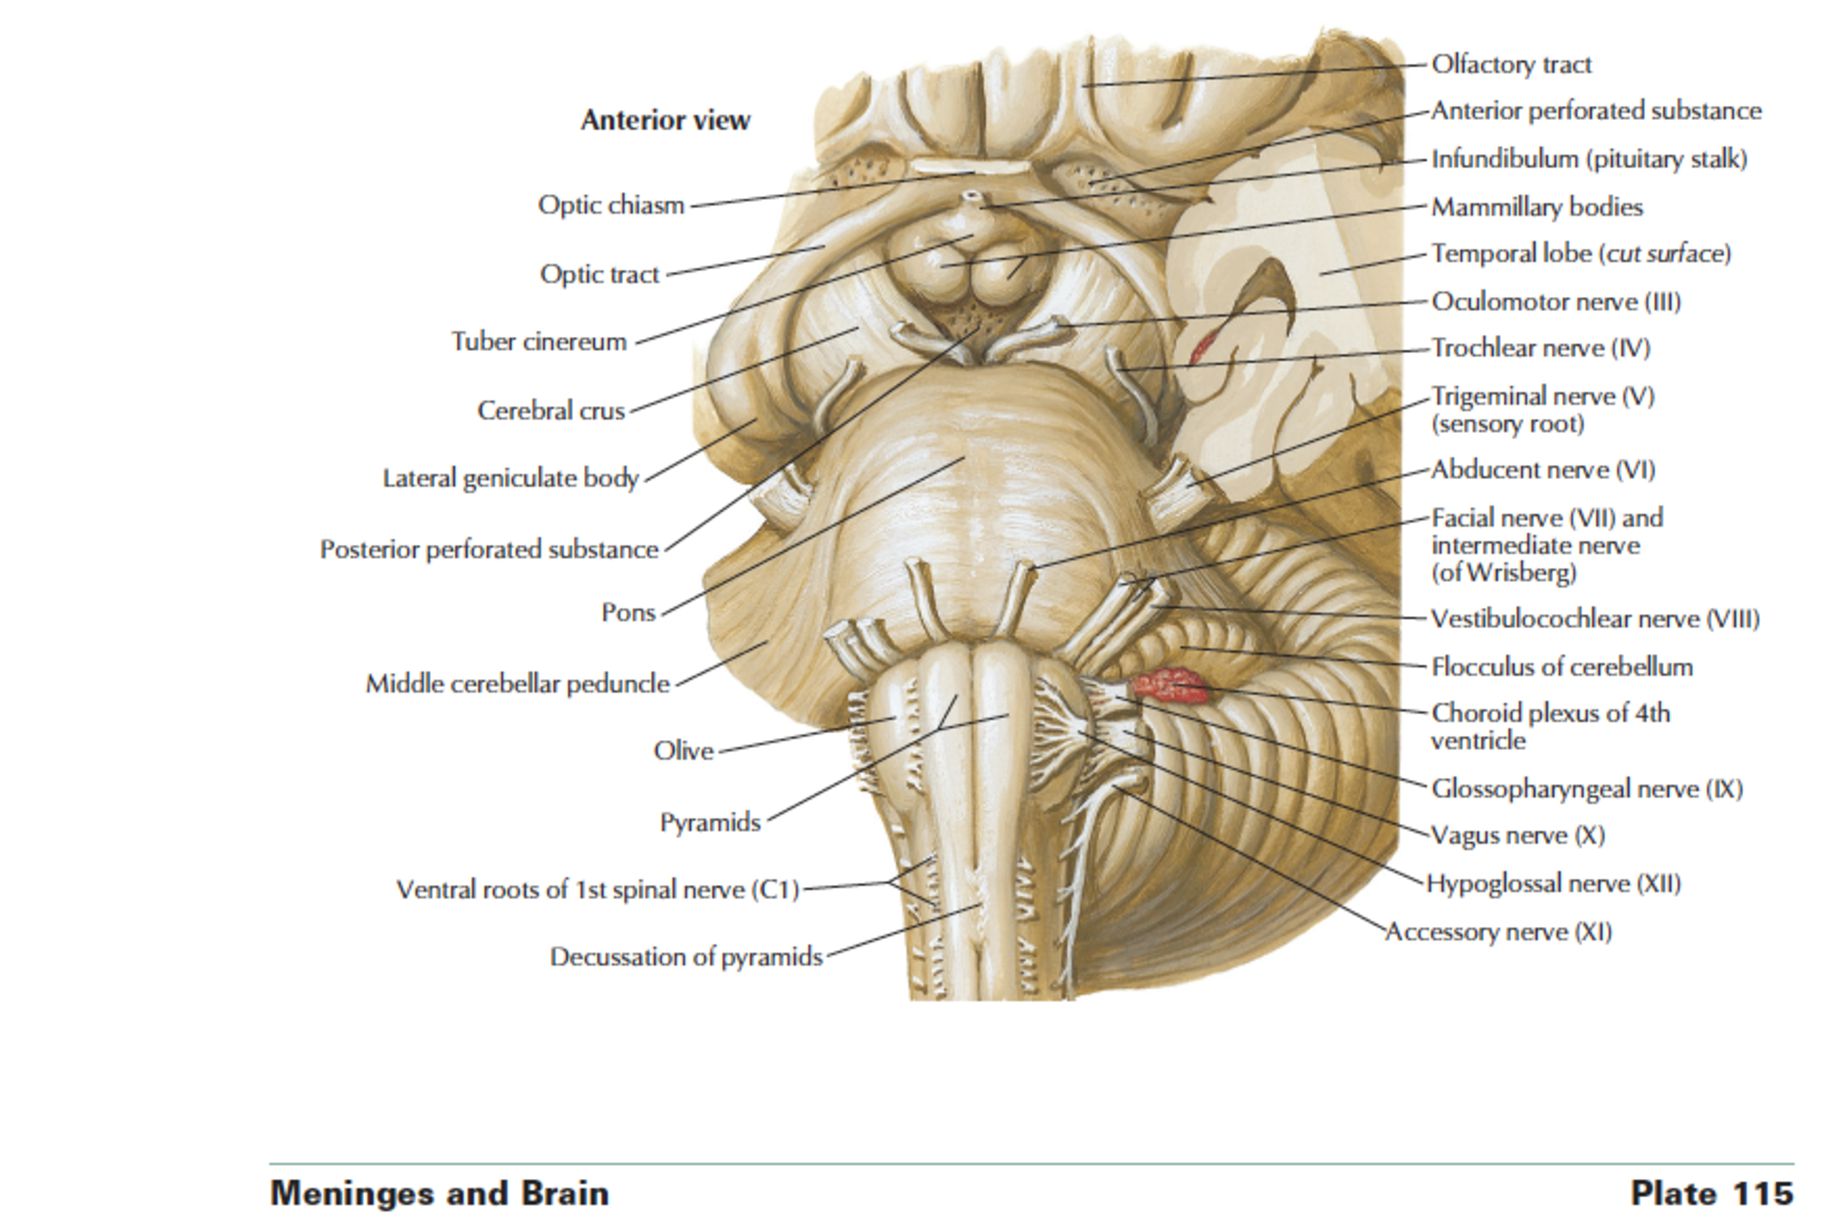 Anterior view
Optic chiasm
Optic tract
Tuber cinereum
Cerebral crus
Lateral geniculate body
Posterior perforated substance
Pons
Middle cerebellar peduncle
Olive
Pyramids
Ventral roots of 1st spinal nerve (C1)
Decussation of pyramids
Olfactory tract
Anterior perforated substance
Infundibulum (pituitary stalk)
Mammillary bodies
Temporal lobe (cut surface)
Oculomotor nerve (III)
Trochlear nerve (IV)
Trigeminal nerve (V)
(sensory root)
Abducent nerve (VI)
Facial nerve (VII) and
intermediate nerve
(of Wrisberg)
Vestibulocochlear nerve (VIII)
Flocculus of cerebellum
Choroid plexus of 4th
ventricle
Glossopharyngeal nerve (IX)
Vagus nerve (X)
Hypoglossal nerve (XII)
Accessory nerve (XI)
Meninges and Brain
Plate 115